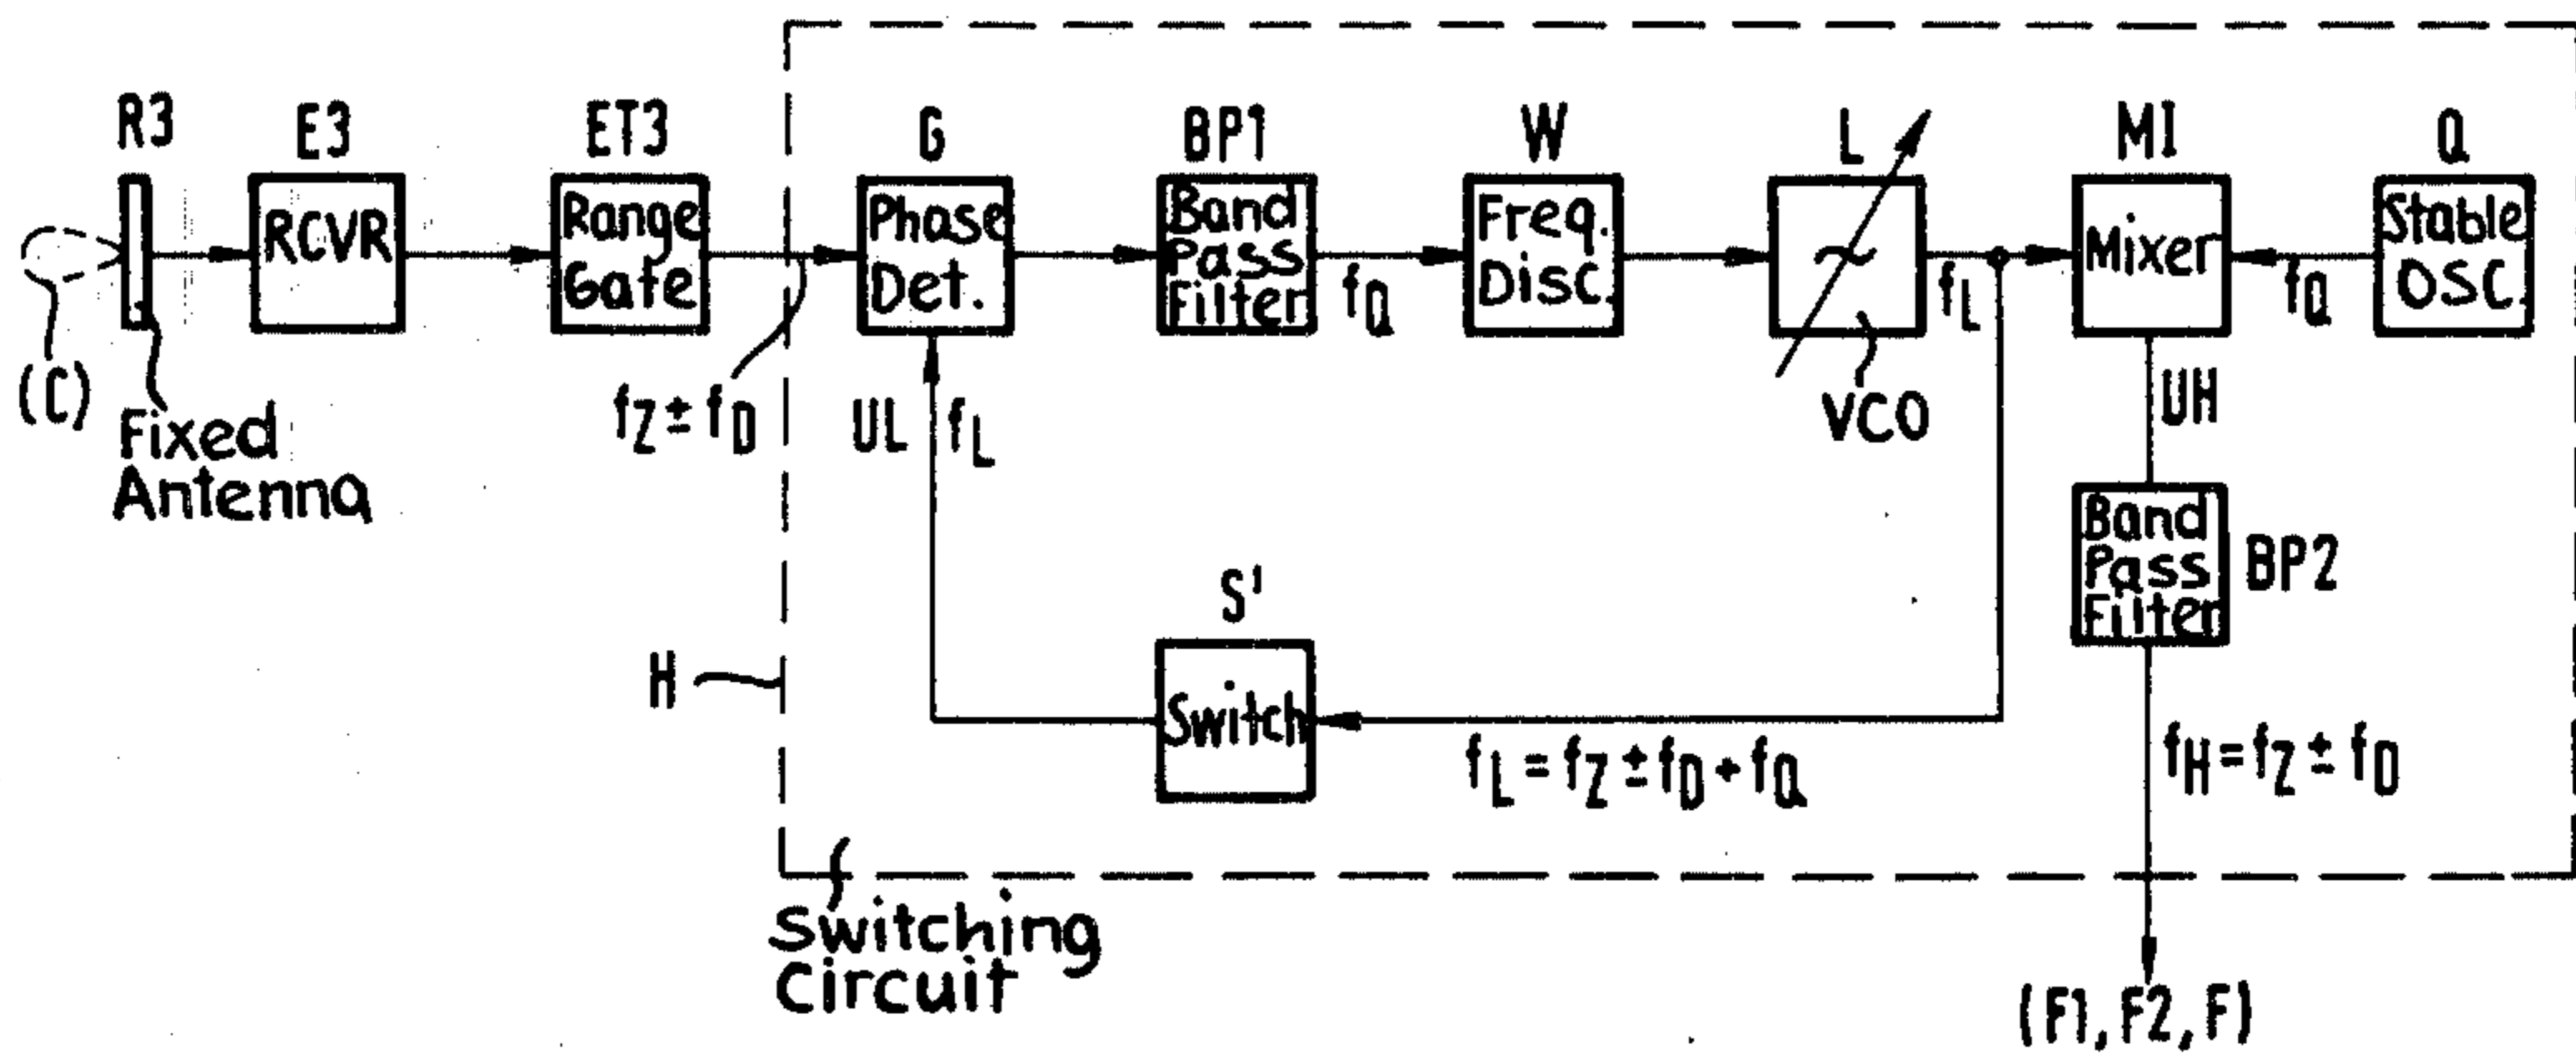 R3
E3
ET3
G
BP1
W
L
MI
Q
RCVR
Range
Gate
Phase
Det.
Band
Pass
Filter
Freq.
Disc.
Mixer
Stable
OSC.
fQ
fL
fQ
(C)
Fixed
Antenna
fZ ± fD
UL
fL
VCO
UH
Band
Pass
Filter
BP2
S'
Switch
H
fL = fZ ± fD + fQ
fH = fZ ± fD
Switching
Circuit
(F1, F2, F)